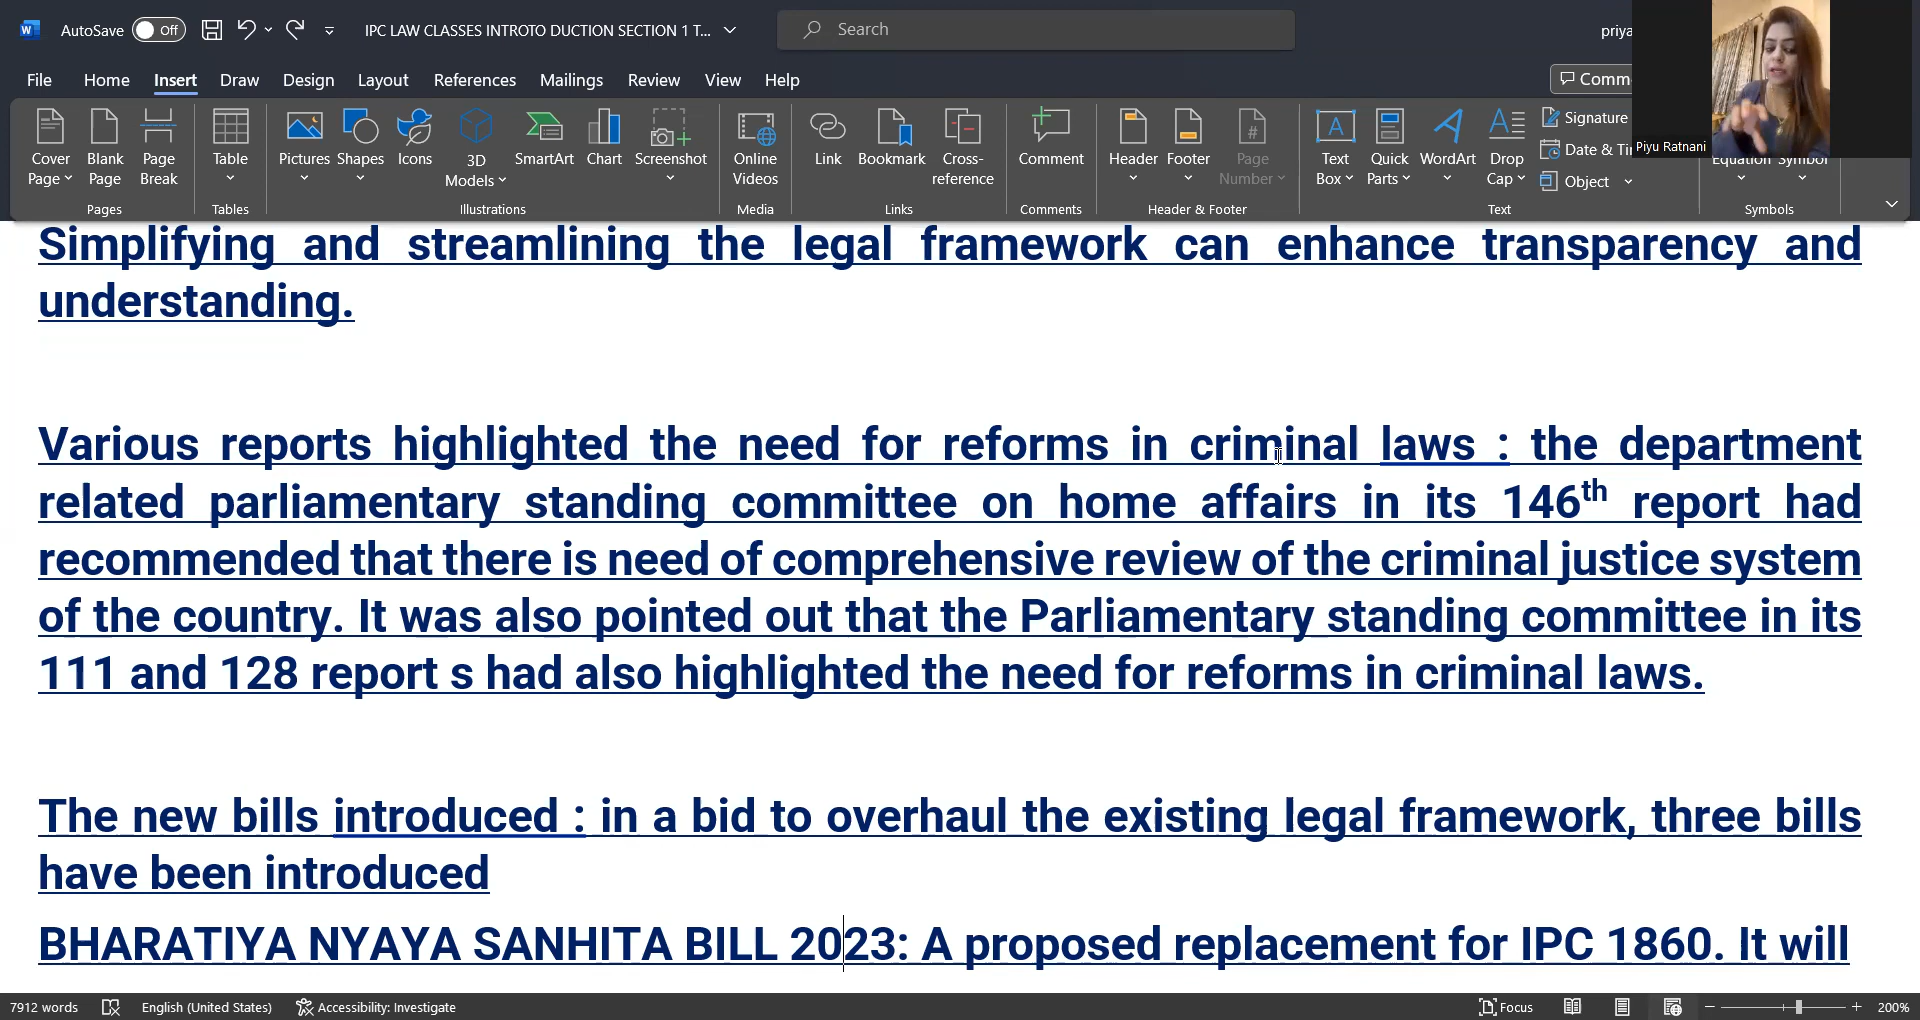 AutoSave Off IPC LAW CLASSES INTROTO DUCTION SECTION 1 T... Search priya
File Home Insert Draw Design Layout References Mailings Review View Help Comm
Cover Page Blank Page Page Break Table Pictures Shapes Icons 3D Models SmartArt Chart Screenshot Online Videos Link Bookmark Cross-reference Comment Header Footer Page Number Text Box Quick Parts WordArt Drop Cap Signature Date & Ti Object Equation Symbol
Piyu Ratnani
Pages Tables Illustrations Media Links Comments Header & Footer Text Symbols
Simplifying and streamlining the legal framework can enhance transparency and
understanding.
Various reports highlighted the need for reforms in criminal laws : the department
related parliamentary standing committee on home affairs in its 146th report had
recommended that there is need of comprehensive review of the criminal justice system
of the country. It was also pointed out that the Parliamentary standing committee in its
111 and 128 report s had also highlighted the need for reforms in criminal laws.
The new bills introduced : in a bid to overhaul the existing legal framework, three bills
have been introduced
BHARATIYA NYAYA SANHITA BILL 2023: A proposed replacement for IPC 1860. It will
7912 words English (United States) Accessibility: Investigate Focus 200%